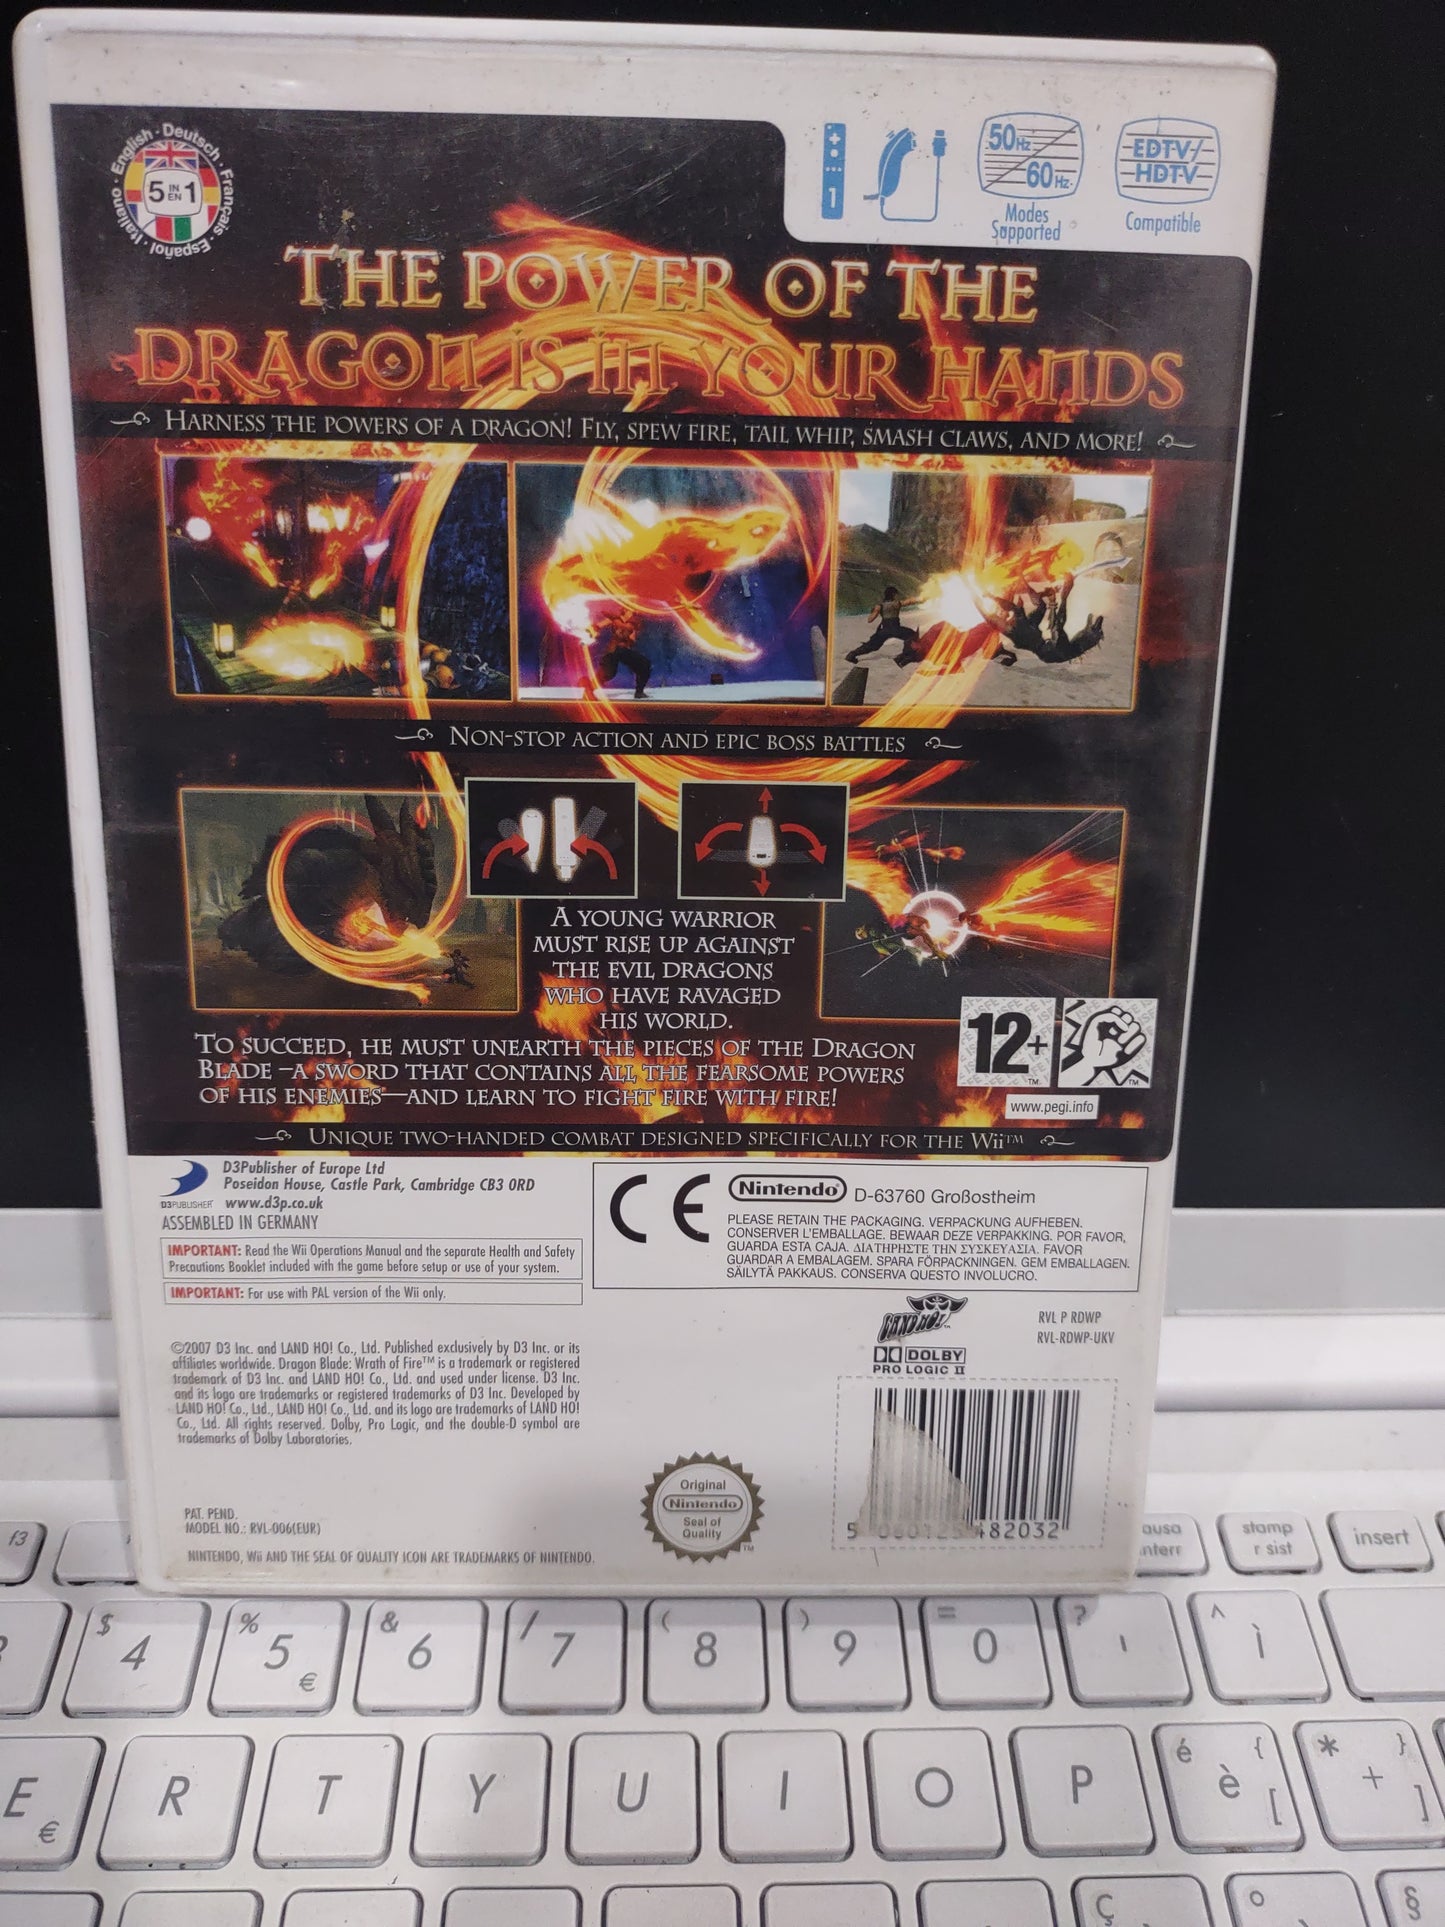 English · Deutsch · Français · Español · Italiano
5 IN EN 1
1
50Hz
60Hz
Modes
Supported
EDTV/
HDTV
Compatible
THE POWER OF THE
DRAGON IS IN YOUR HANDS
HARNESS THE POWERS OF A DRAGON! FLY, SPEW FIRE, TAIL WHIP, SMASH CLAWS, AND MORE!
NON-STOP ACTION AND EPIC BOSS BATTLES
A YOUNG WARRIOR
MUST RISE UP AGAINST
THE EVIL DRAGONS
WHO HAVE RAVAGED
HIS WORLD.
TO SUCCEED, HE MUST UNEARTH THE PIECES OF THE DRAGON
BLADE –A SWORD THAT CONTAINS ALL THE FEARSOME POWERS
OF HIS ENEMIES—AND LEARN TO FIGHT FIRE WITH FIRE!
12+ ™
™
www.pegi.info
UNIQUE TWO-HANDED COMBAT DESIGNED SPECIFICALLY FOR THE Wii™
D3PUBLISHER
D3Publisher of Europe Ltd
Poseidon House, Castle Park, Cambridge CB3 0RD
www.d3p.co.uk
ASSEMBLED IN GERMANY
IMPORTANT: Read the Wii Operations Manual and the separate Health and Safety
Precautions Booklet included with the game before setup or use of your system.
IMPORTANT: For use with PAL version of the Wii only.
CE
Nintendo® D-63760 Großostheim
PLEASE RETAIN THE PACKAGING. VERPACKUNG AUFHEBEN.
CONSERVER L'EMBALLAGE. BEWAAR DEZE VERPAKKING. POR FAVOR,
GUARDA ESTA CAJA. ΔΙΑΤΗΡΗΣΤΕ ΤΗΝ ΣΥΣΚΕΥΑΣΙΑ. FAVOR
GUARDAR A EMBALAGEM. SPARA FÖRPACKNINGEN. GEM EMBALLAGEN.
SÄILYTÄ PAKKAUS. CONSERVA QUESTO INVOLUCRO.
LAND HO!
DOLBY
PRO LOGIC II
RVL P RDWP
RVL-RDWP-UKV
©2007 D3 Inc. and LAND HO! Co., Ltd. Published exclusively by D3 Inc. or its
affiliates worldwide. Dragon Blade: Wrath of Fire™ is a trademark or registered
trademark of D3 Inc. and LAND HO! Co., Ltd. and used under license. D3 Inc.
and its logo are trademarks or registered trademarks of D3 Inc. Developed by
LAND HO! Co., Ltd., LAND HO! Co., Ltd. and its logo are trademarks of LAND HO!
Co., Ltd. All rights reserved. Dolby, Pro Logic, and the double-D symbol are
trademarks of Dolby Laboratories.
PAT. PEND.
MODEL NO.: RVL-006(EUR)
NINTENDO, Wii AND THE SEAL OF QUALITY ICON ARE TRADEMARKS OF NINTENDO.
Original
Nintendo
Seal of
Quality
™
482032
f3
stamp
r sist
insert
$ 4
% 5 €
& 6
/ 7
( 8
) 9
= 0
? '
^ ì
E €
R
T
Y
U
I
O
P
é è { [
* + } ]
ç
°
§